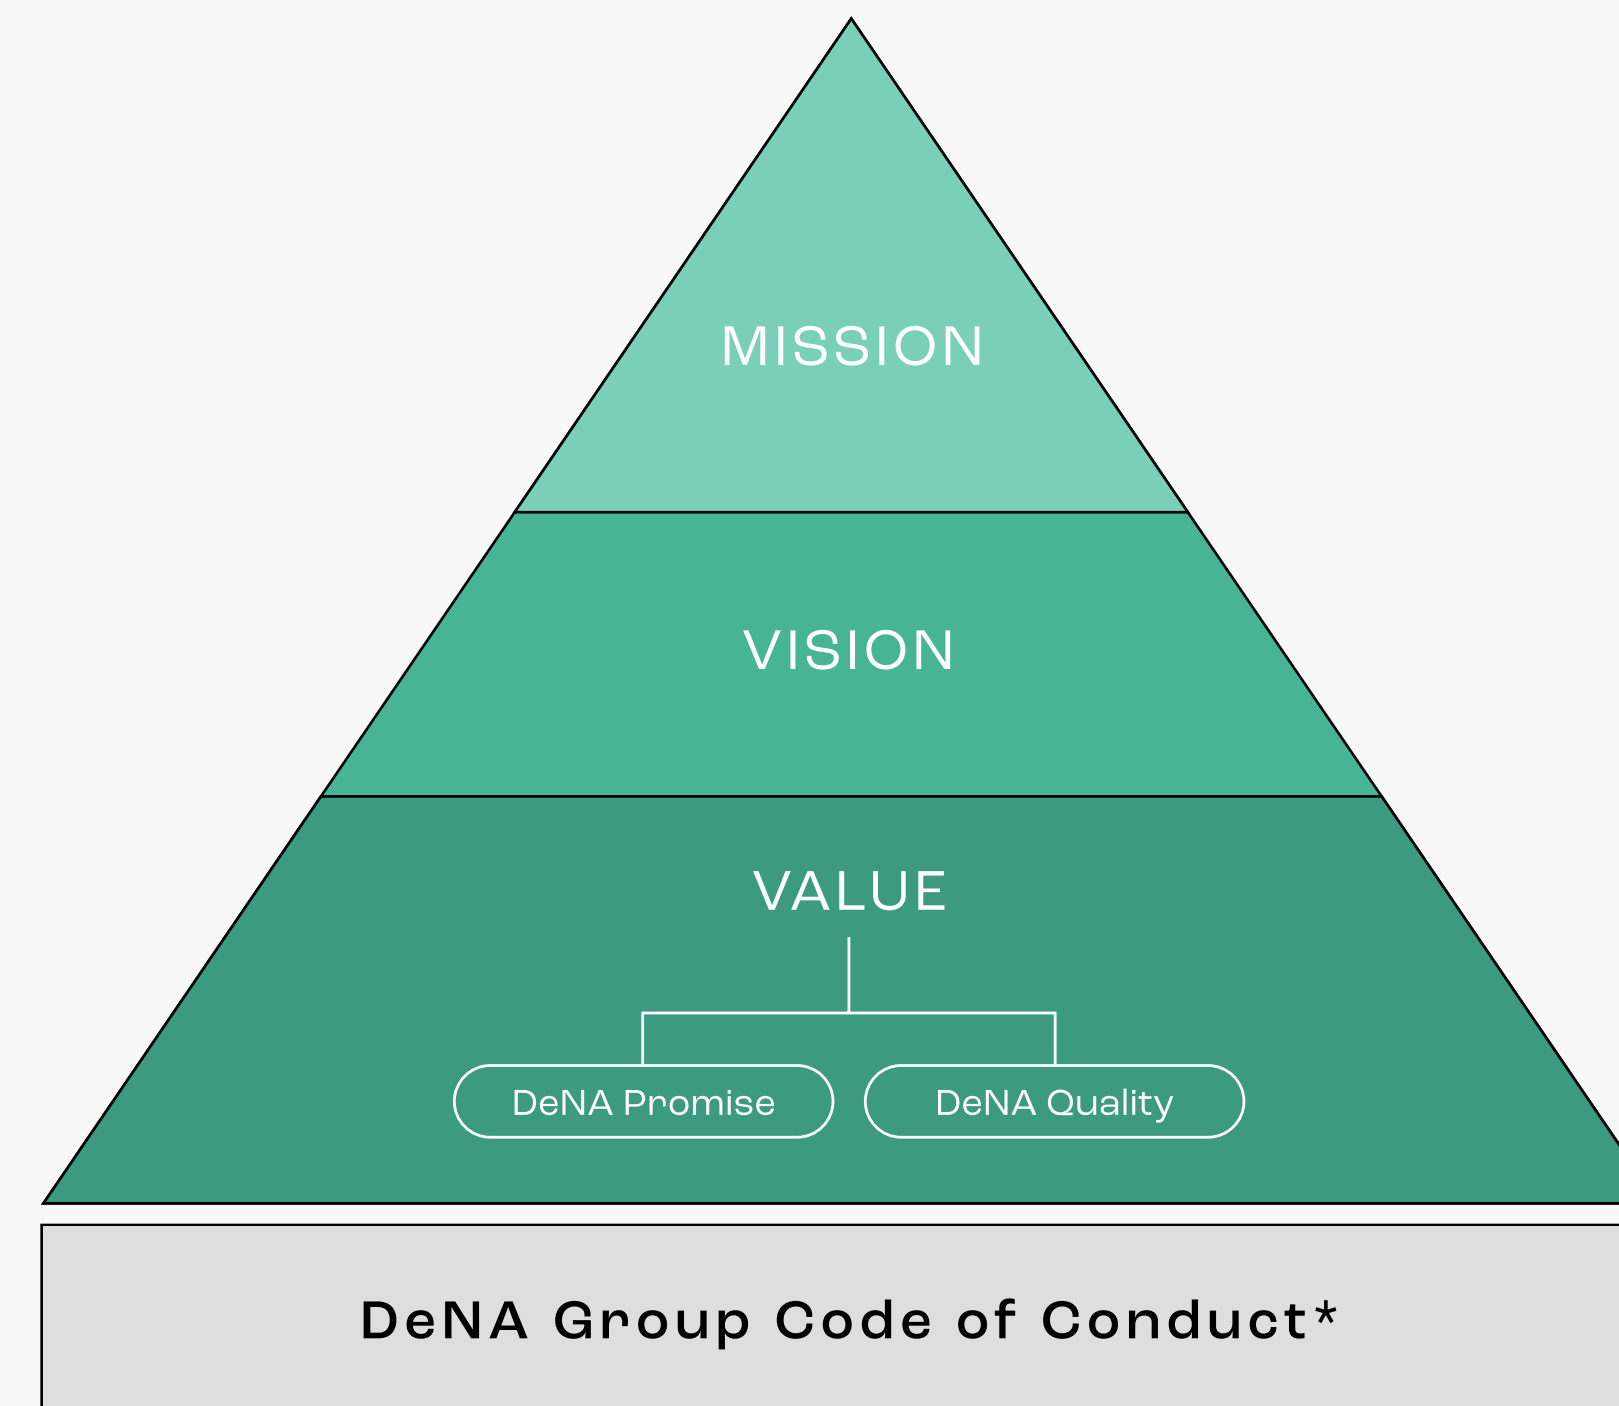 MISSION
VISION
VALUE
DeNA Promise
DeNA Quality
DeNA Group Code of Conduct*